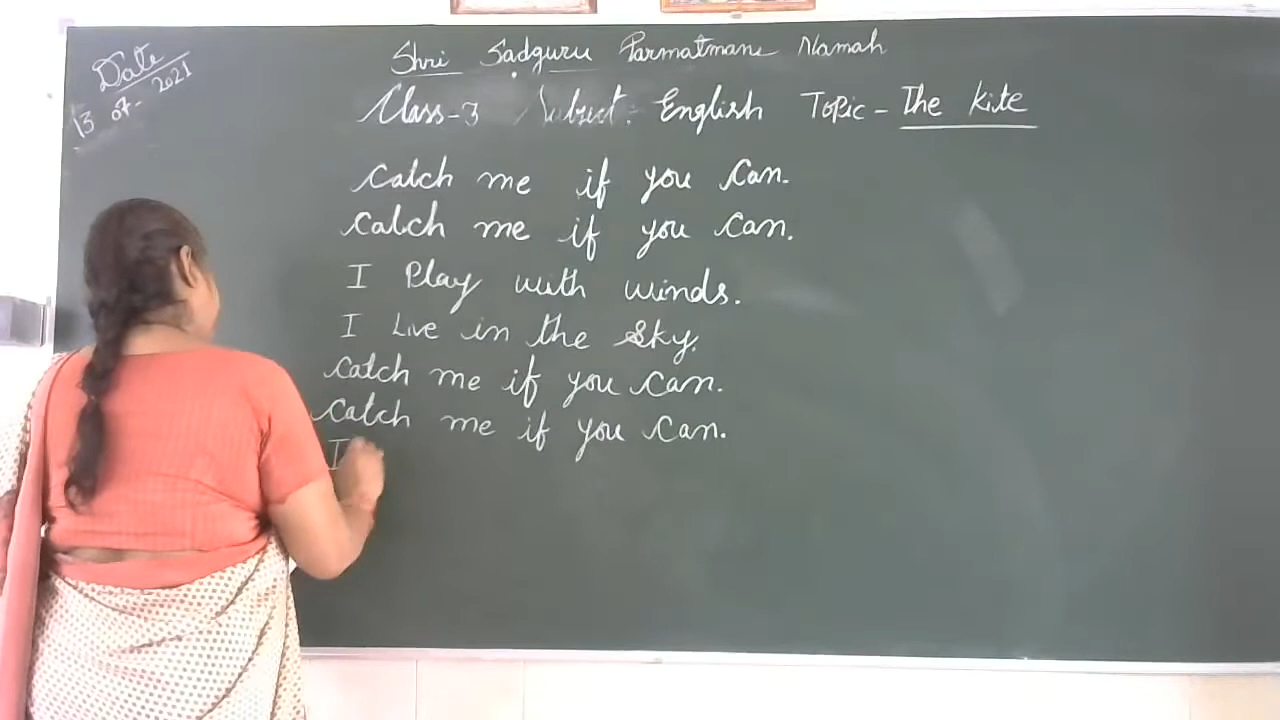 Date
13 07- 2021
Shri Sadguru Parmatmane Namah
Class-3 Subject: English Topic - The Kite
Catch me if you can.
Catch me if you can.
I Play with winds.
I Live in the Sky.
Catch me if you can.
Catch me if you can.
I